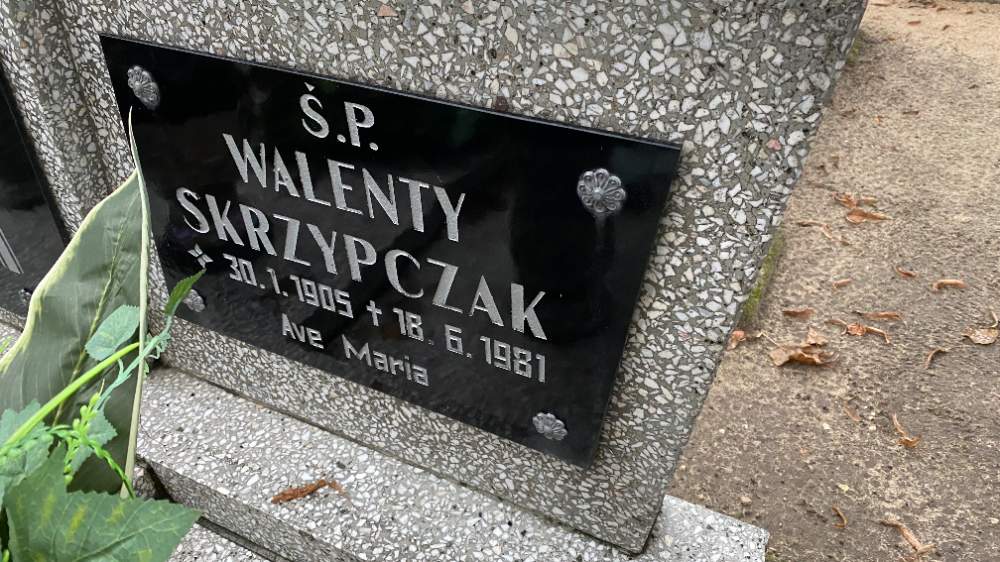 Ś.P.
WALENTY
SKRZYPCZAK
* 30.1.1905 ✝ 18.6.1981
Ave Maria